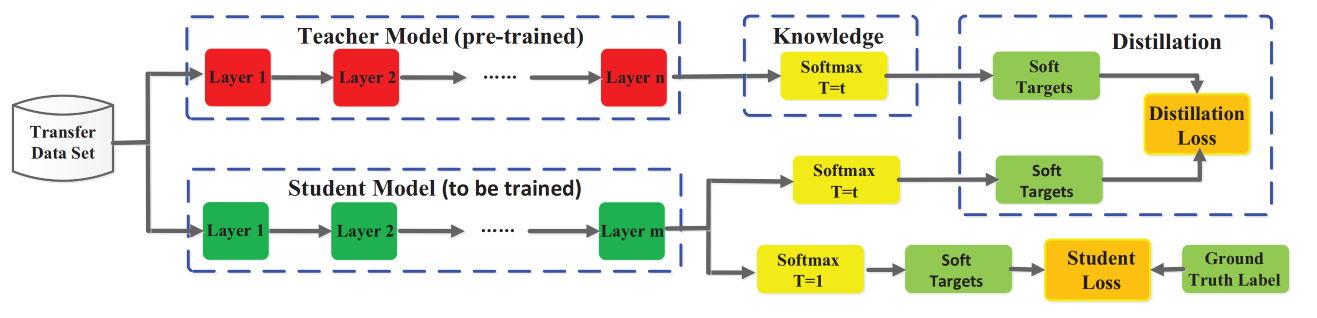 Teacher Model (pre-trained)
Layer 1
Layer 2
......
Layer n
Knowledge
Softmax
T=t
Distillation
Soft
Targets
Distillation
Loss
Transfer
Data Set
Student Model (to be trained)
Layer 1
Layer 2
......
Layer m
Softmax
T=t
Soft
Targets
Softmax
T=1
Soft
Targets
Student
Loss
Ground
Truth Label